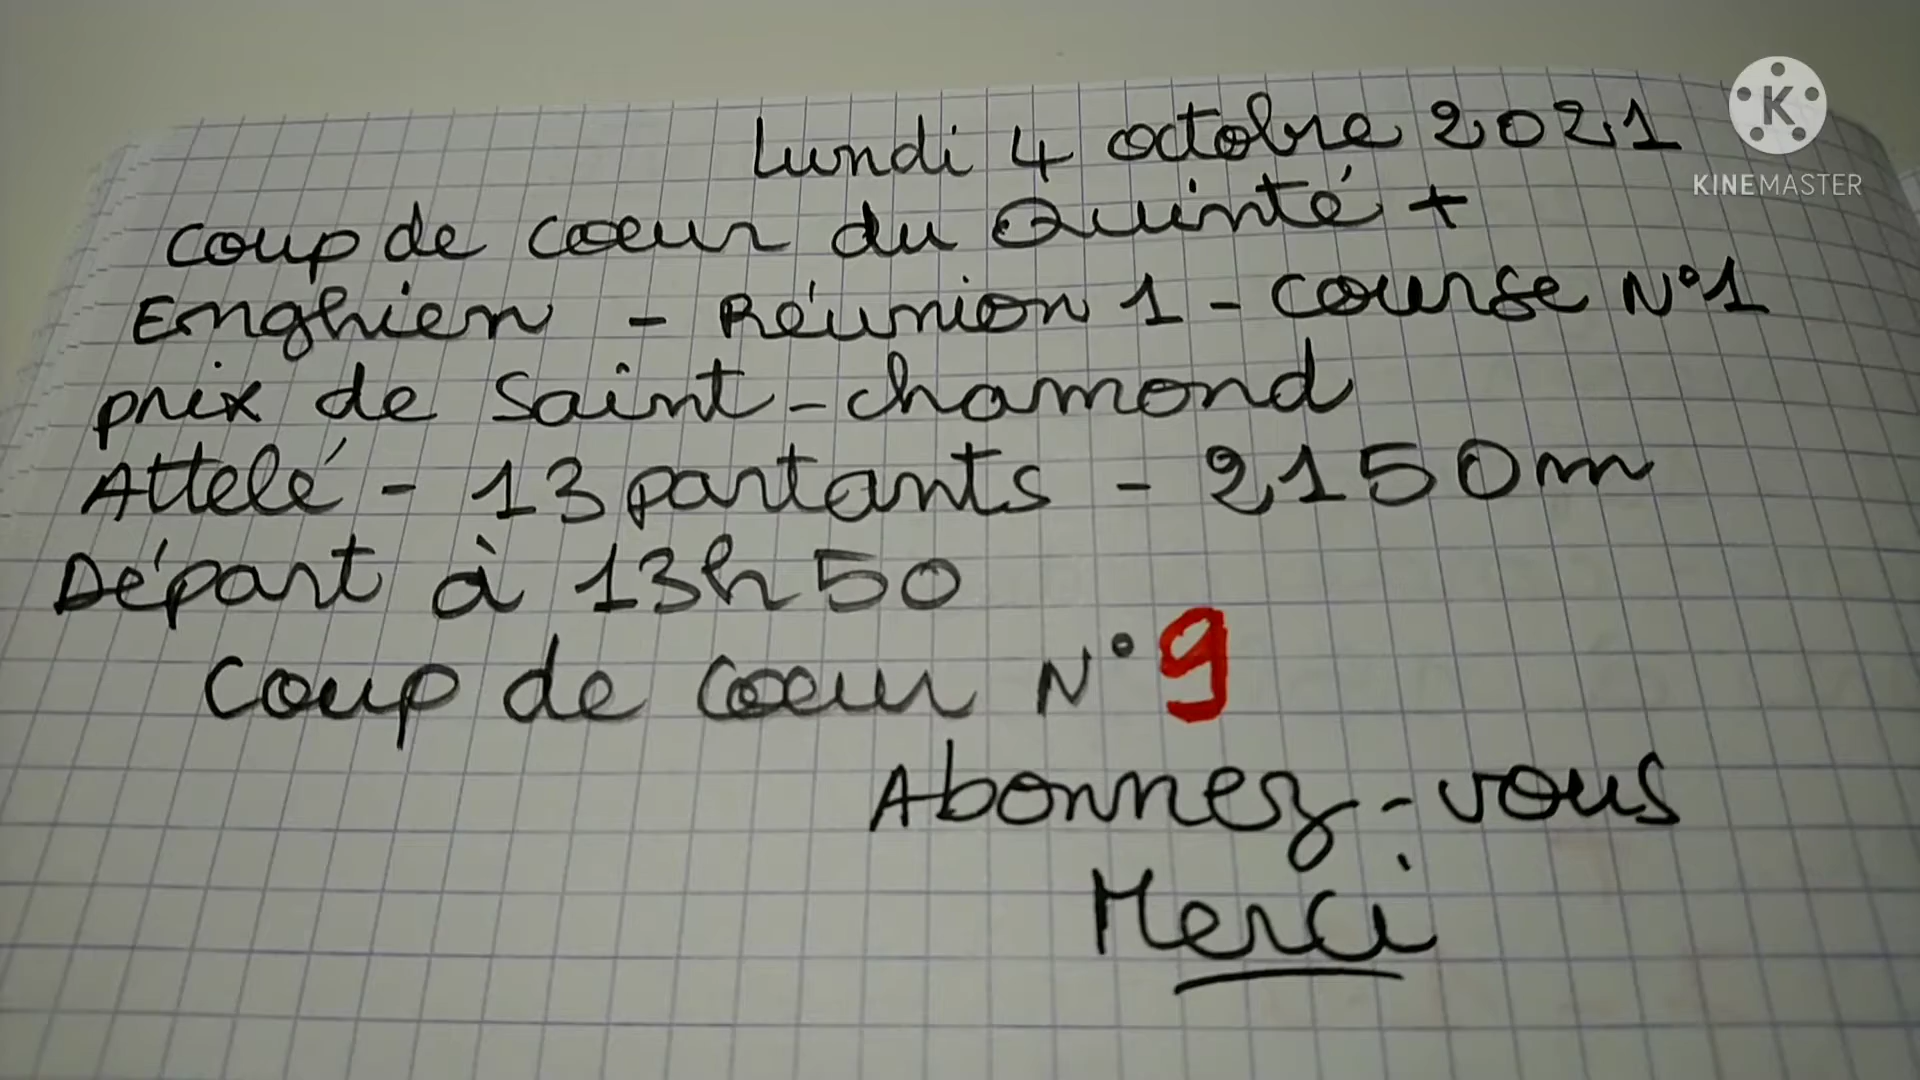 Lundi 4 octobre 2021
coup de coeur du Quinté +
Enghien - Réunion 1 - course N°1
prix de Saint-chamond
Attelé - 13 partants - 2150m
Départ à 13h50
Coup de coeur N°9
Abonnez-vous
Merci
K
KINEMASTER